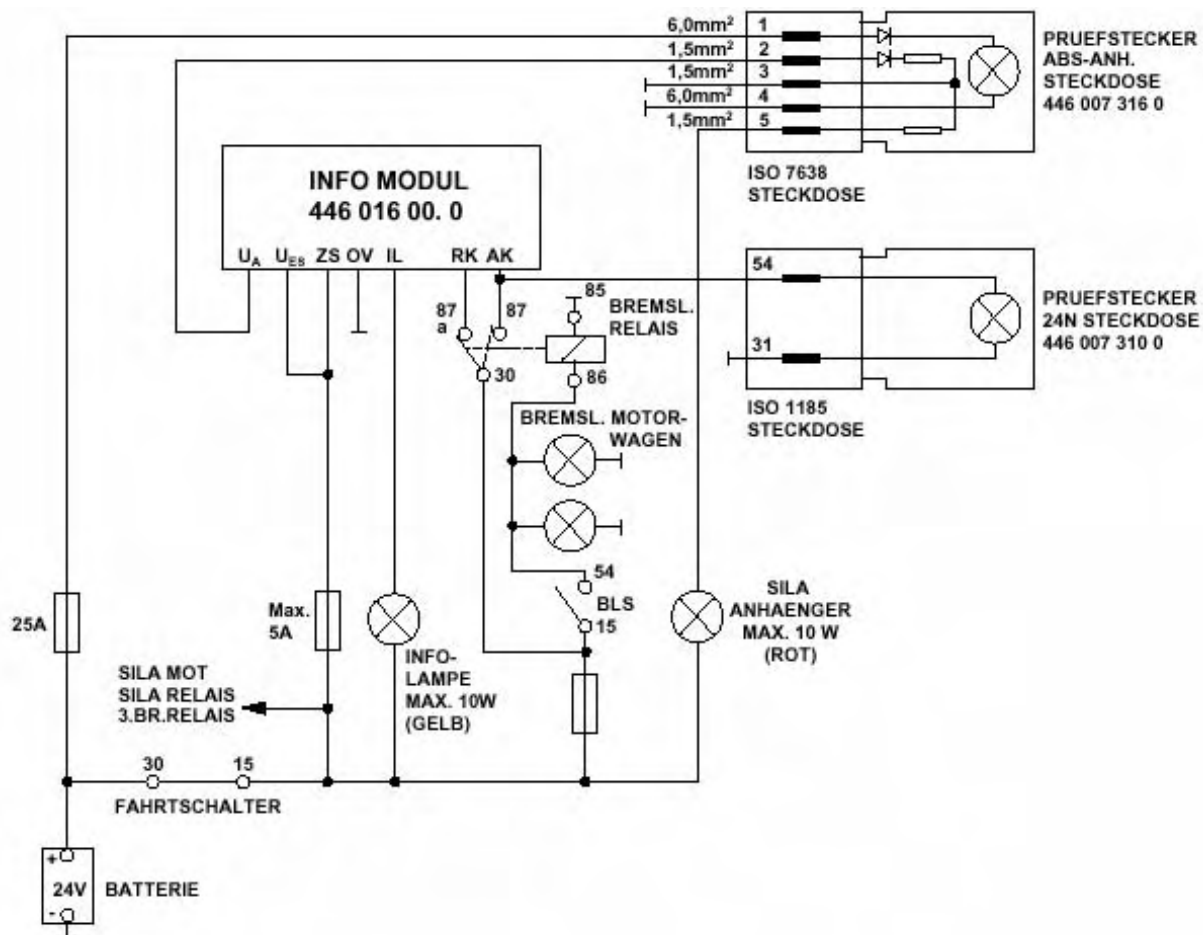 6,0mm²
1
1,5mm²
2
1,5mm²
3
6,0mm²
4
1,5mm²
5
PRUEFSTECKER
ABS-ANH.
STECKDOSE
446 007 316 0
ISO 7638
STECKDOSE
INFO MODUL
446 016 00. 0
UA UES ZS OV IL RK AK
54
31
PRUEFSTECKER
24N STECKDOSE
446 007 310 0
ISO 1185
STECKDOSE
87
a
87
85
BREMSL.
RELAIS
30
86
BREMSL. MOTOR-
WAGEN
54
BLS
15
25A
Max.
5A
INFO-
LAMPE
MAX. 10W
(GELB)
SILA
ANHAENGER
MAX. 10 W
(ROT)
SILA MOT
SILA RELAIS
3.BR.RELAIS
30
15
FAHRTSCHALTER
+
24V
-
BATTERIE